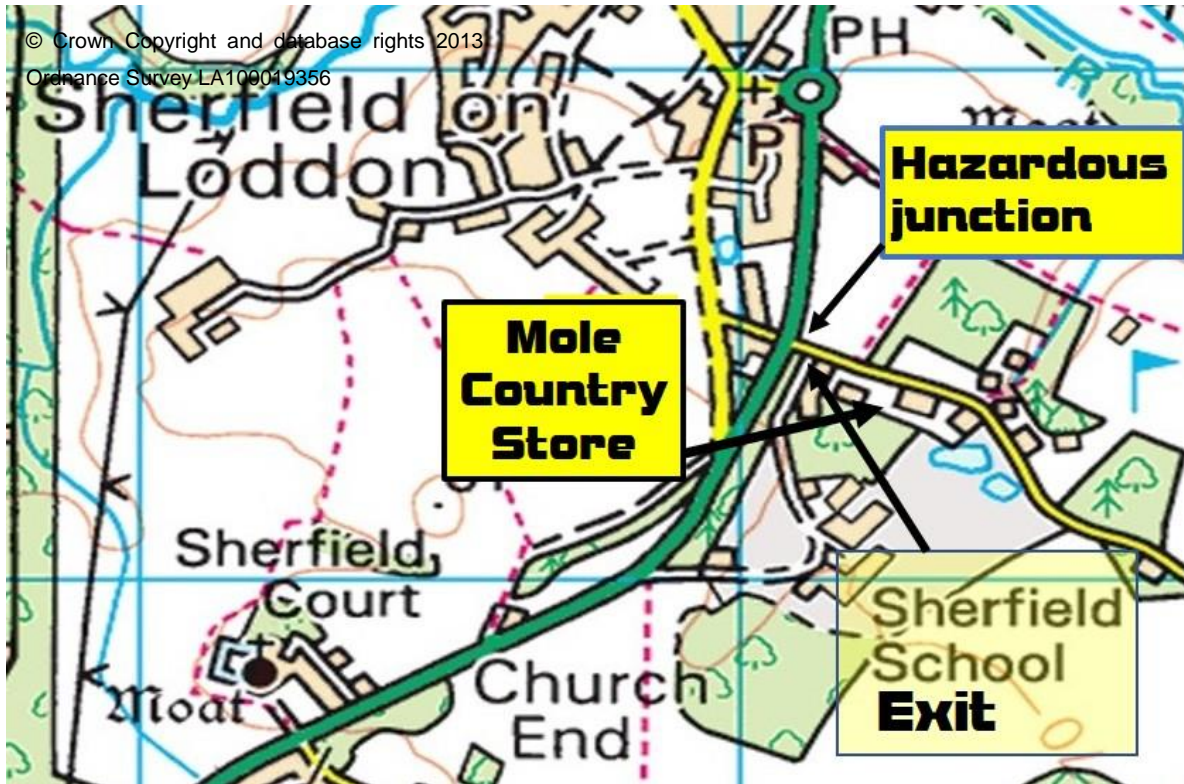 © Crown Copyright and database rights 2013
Ordnance Survey LA100019356
PH
Sherfield on
Loddon
P
R
Moat
Hazardous
junction
Mole
Country
Store
Sherfield
Court
Moat
Church
End
Sherfield
School
Exit